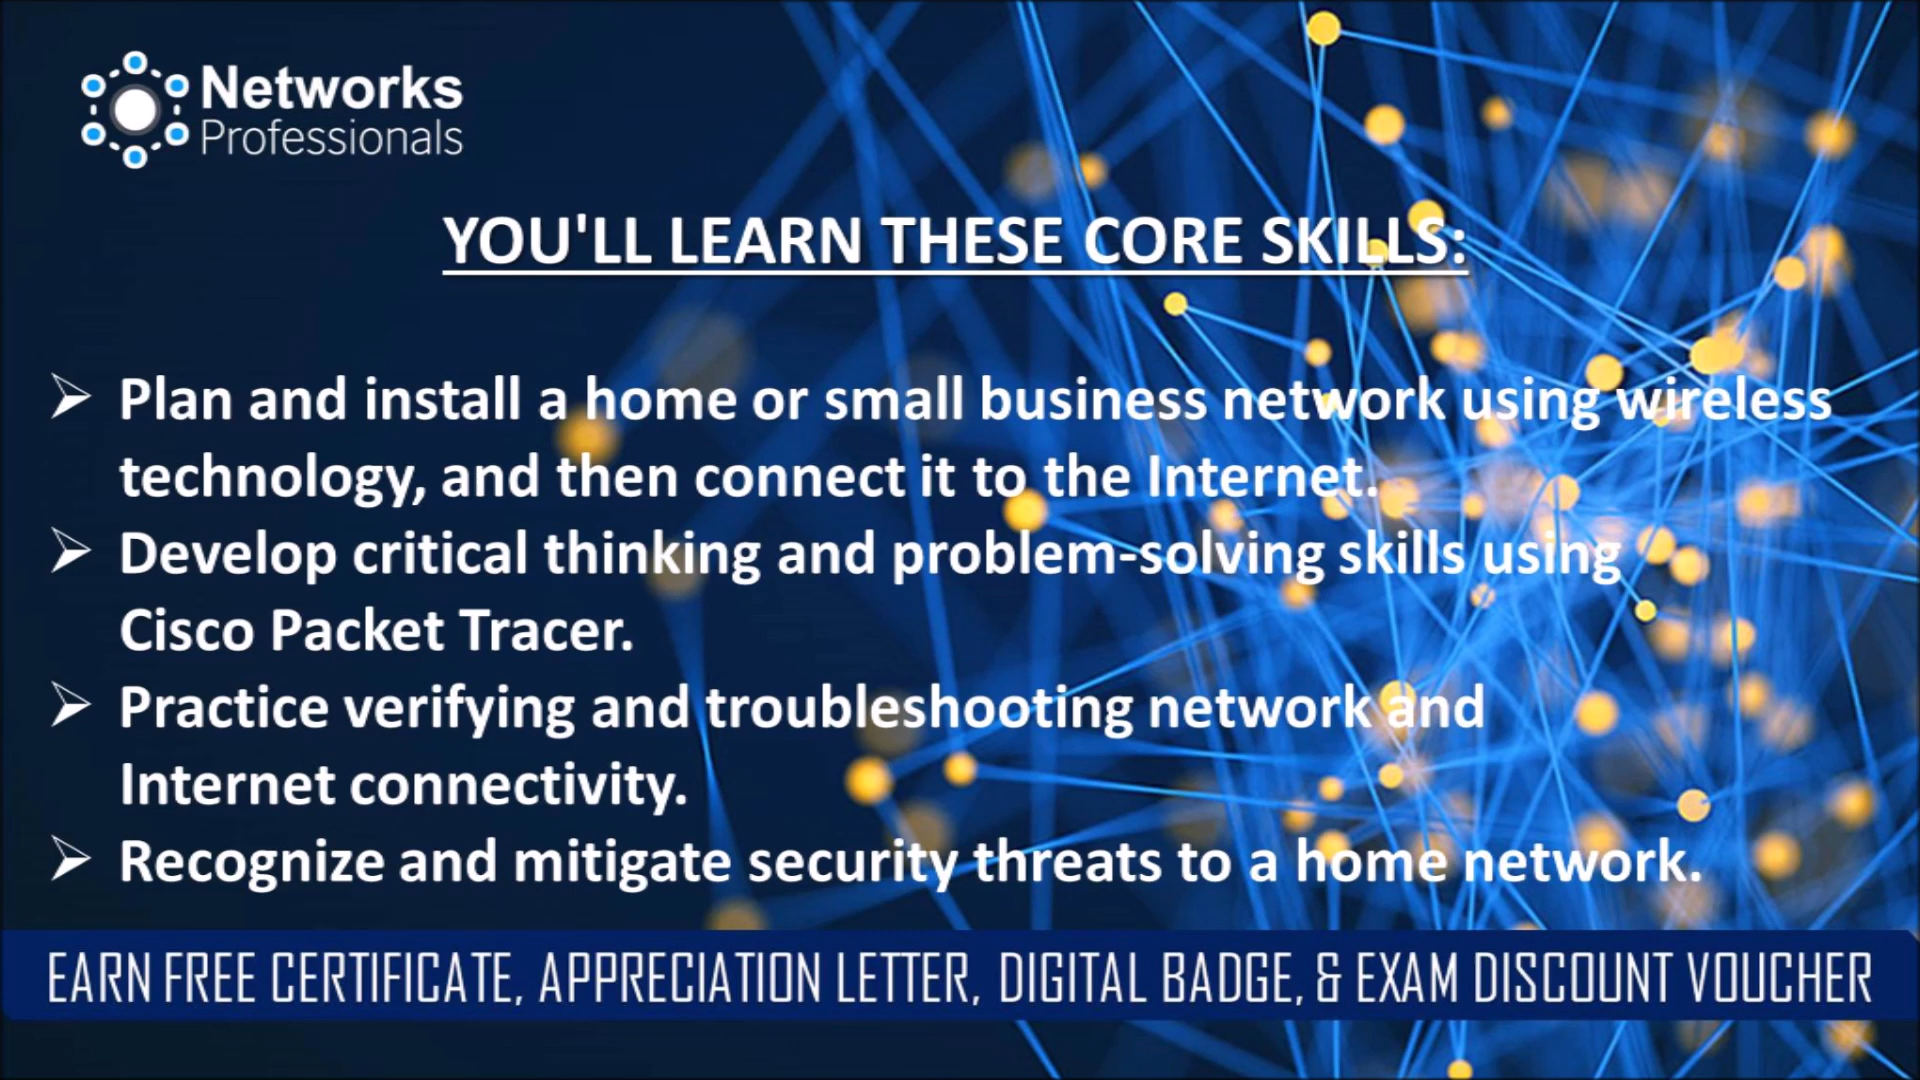 Networks
Professionals
YOU'LL LEARN THESE CORE SKILLS:
➢ Plan and install a home or small business network using wireless
technology, and then connect it to the Internet.
➢ Develop critical thinking and problem-solving skills using
Cisco Packet Tracer.
➢ Practice verifying and troubleshooting network and
Internet connectivity.
➢ Recognize and mitigate security threats to a home network.
EARN FREE CERTIFICATE, APPRECIATION LETTER, DIGITAL BADGE, & EXAM DISCOUNT VOUCHER